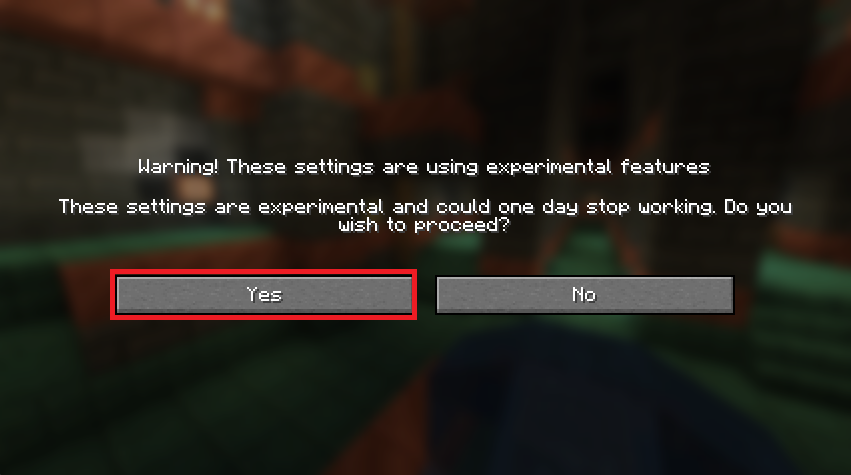 Warning! These settings are using experimental features
These settings are experimental and could one day stop working. Do you
wish to proceed?
Yes
No